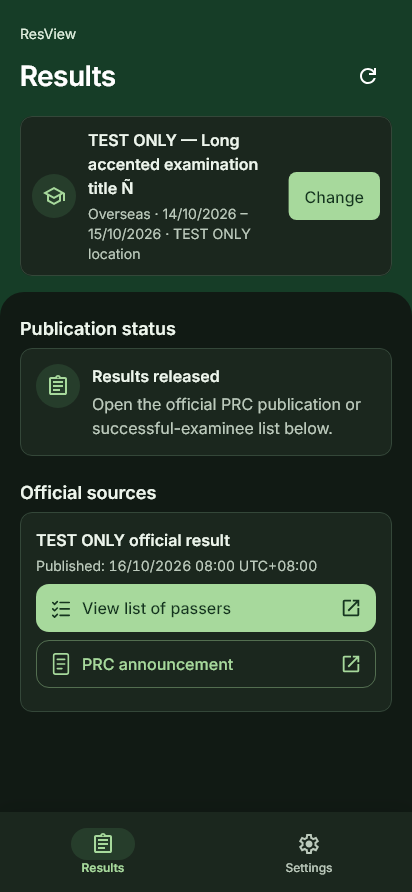 ResView
Results
TEST ONLY — Long
accented examination
title Ñ
Overseas · 14/10/2026 –
15/10/2026 · TEST ONLY
location
Change
Publication status
Results released
Open the official PRC publication or
successful-examinee list below.
Official sources
TEST ONLY official result
Published: 16/10/2026 08:00 UTC+08:00
View list of passers
PRC announcement
Results
Settings